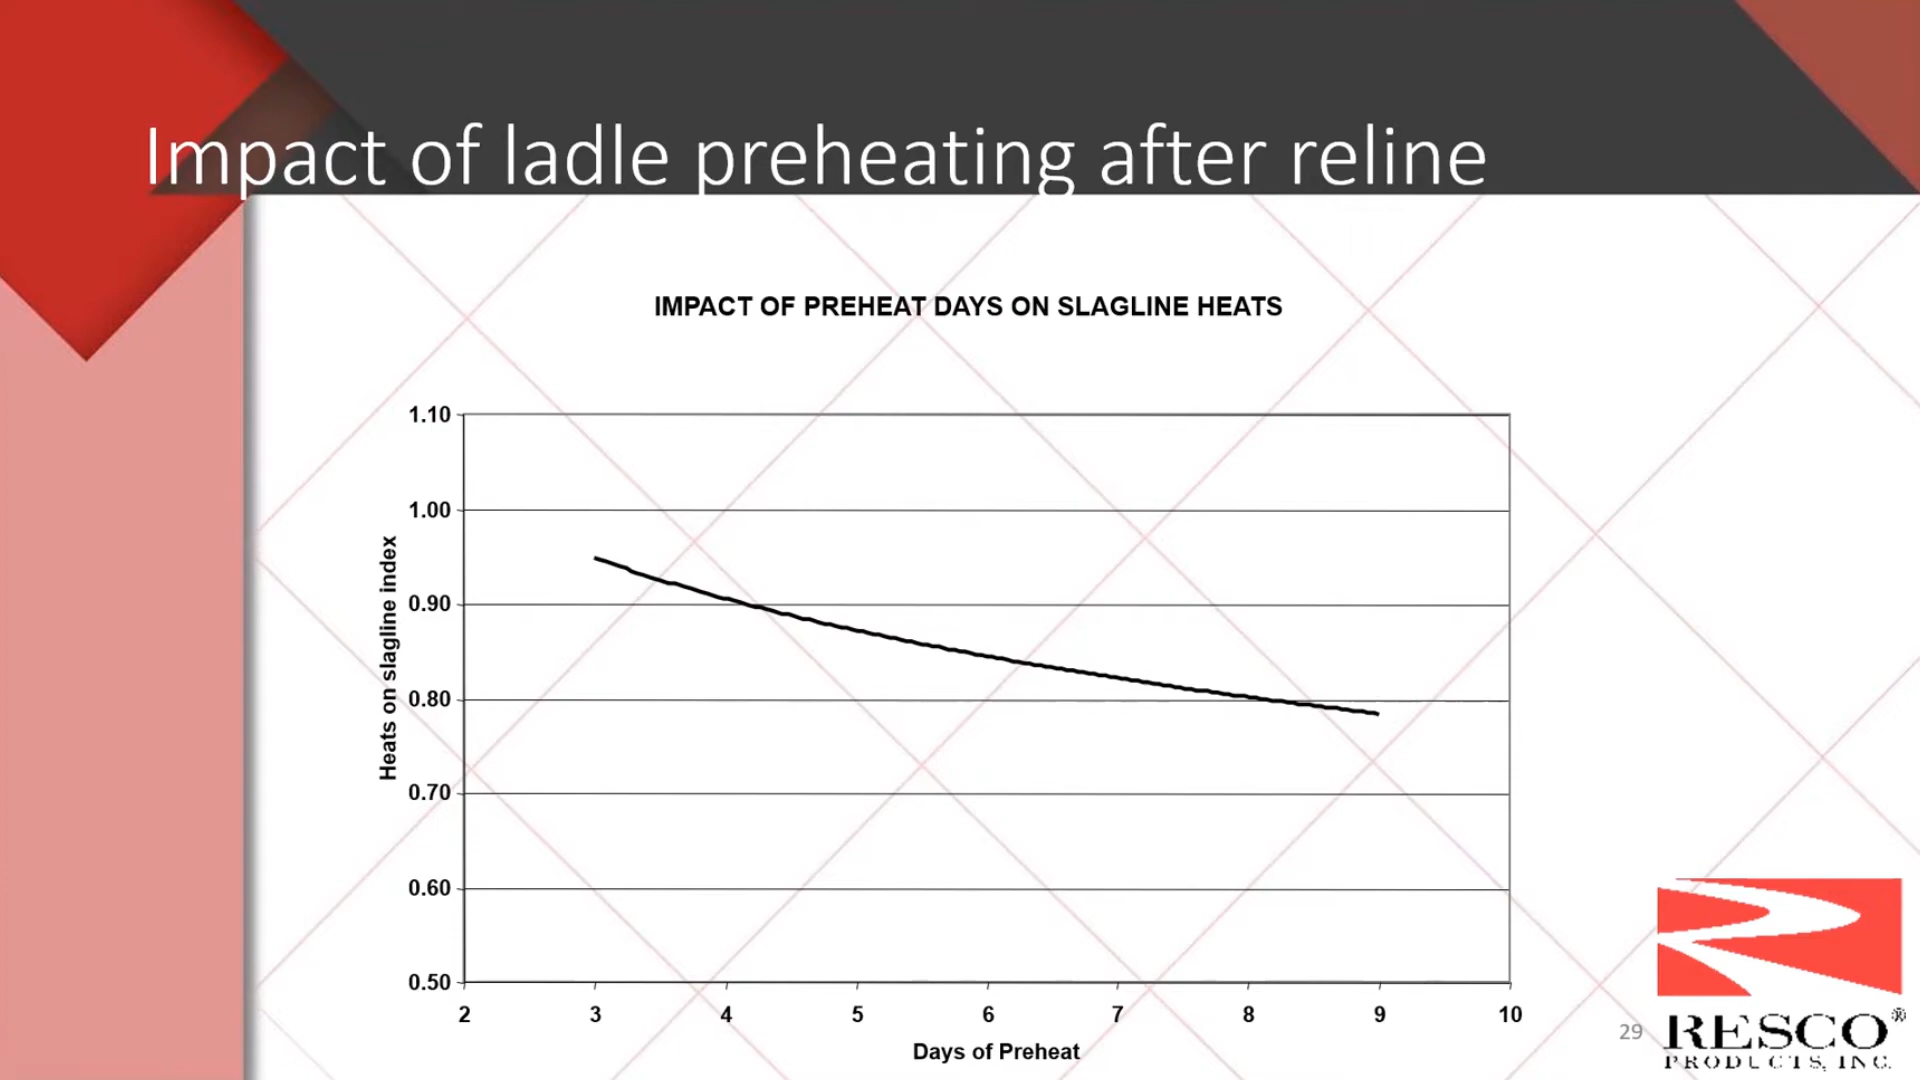 Impact of ladle preheating after reline
IMPACT OF PREHEAT DAYS ON SLAGLINE HEATS
Heats on slagline index
1.10
1.00
0.90
0.80
0.70
0.60
0.50
2 3 4 5 6 7 8 9 10
Days of Preheat
29
RESCO®
PRODUCTS, INC.